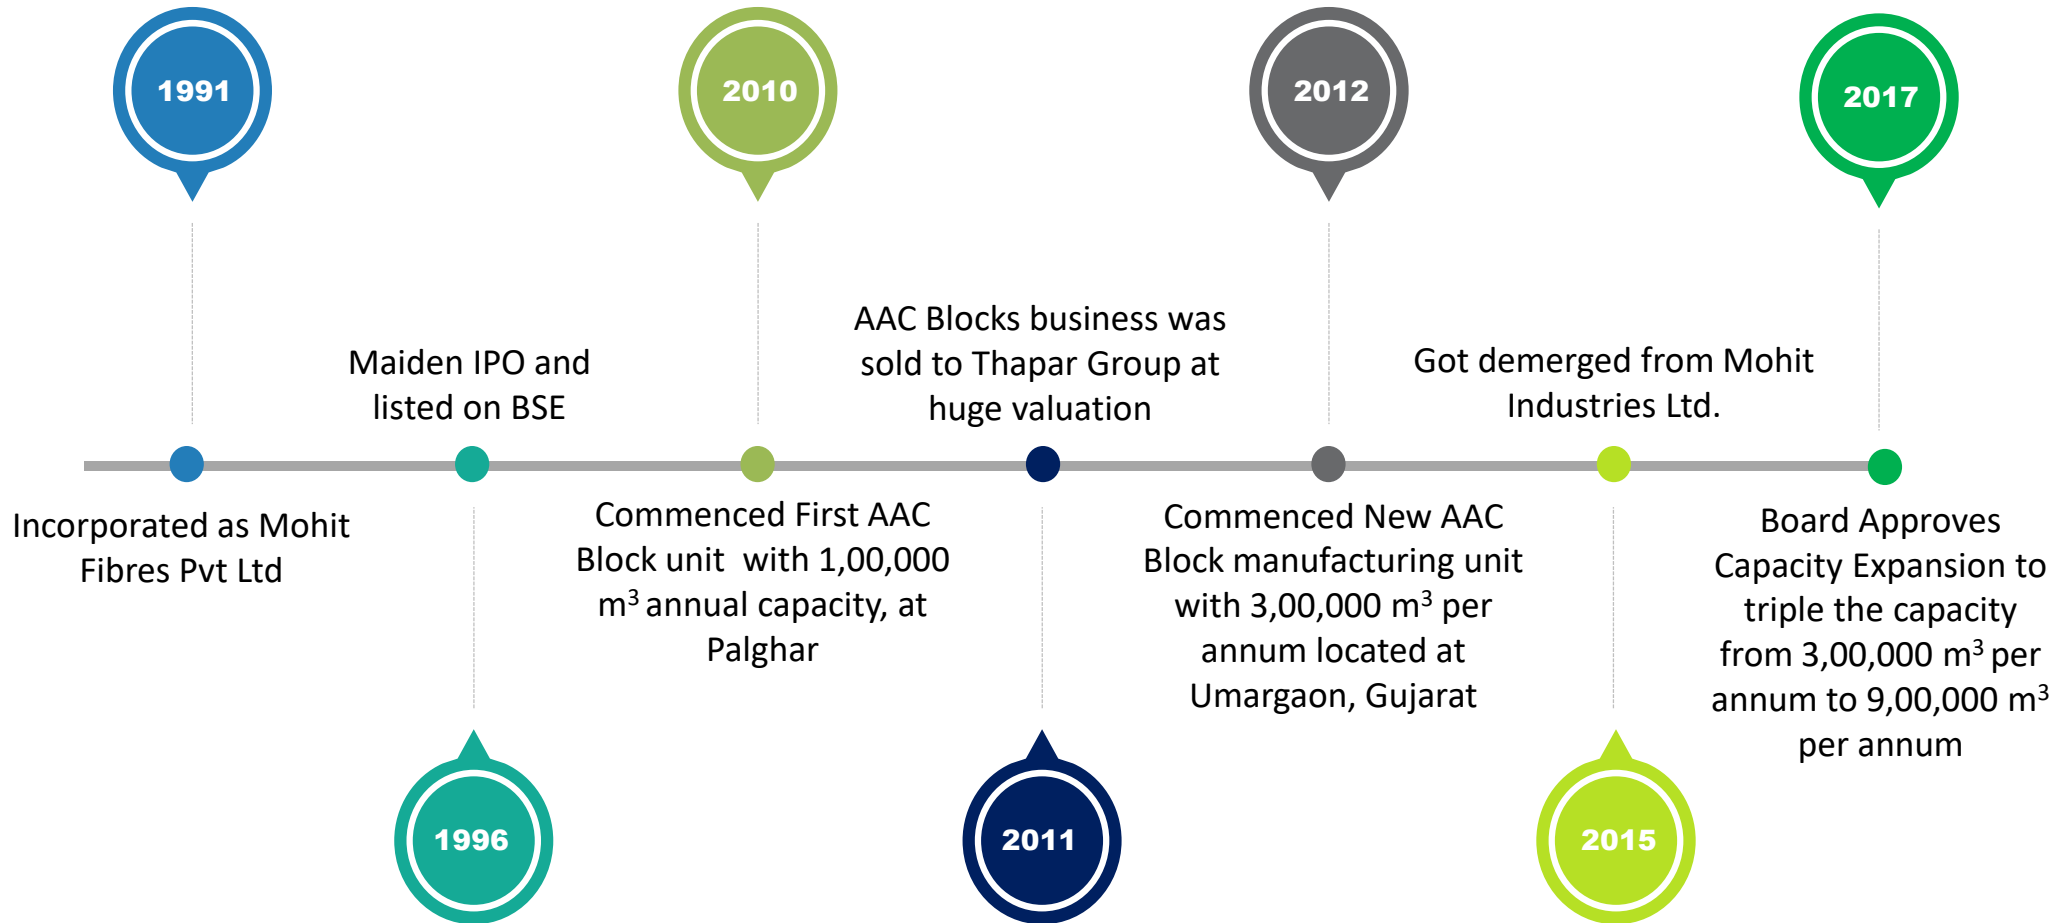 1991
Incorporated as Mohit
Fibres Pvt Ltd
Maiden IPO and
listed on BSE
1996
2010
Commenced First AAC
Block unit  with 1,00,000
m³ annual capacity, at
Palghar
AAC Blocks business was
sold to Thapar Group at
huge valuation
2011
2012
Commenced New AAC
Block manufacturing unit
with 3,00,000 m³ per
annum located at
Umargaon, Gujarat
Got demerged from Mohit
Industries Ltd.
2015
2017
Board Approves
Capacity Expansion to
triple the capacity
from 3,00,000 m³ per
annum to 9,00,000 m³
per annum